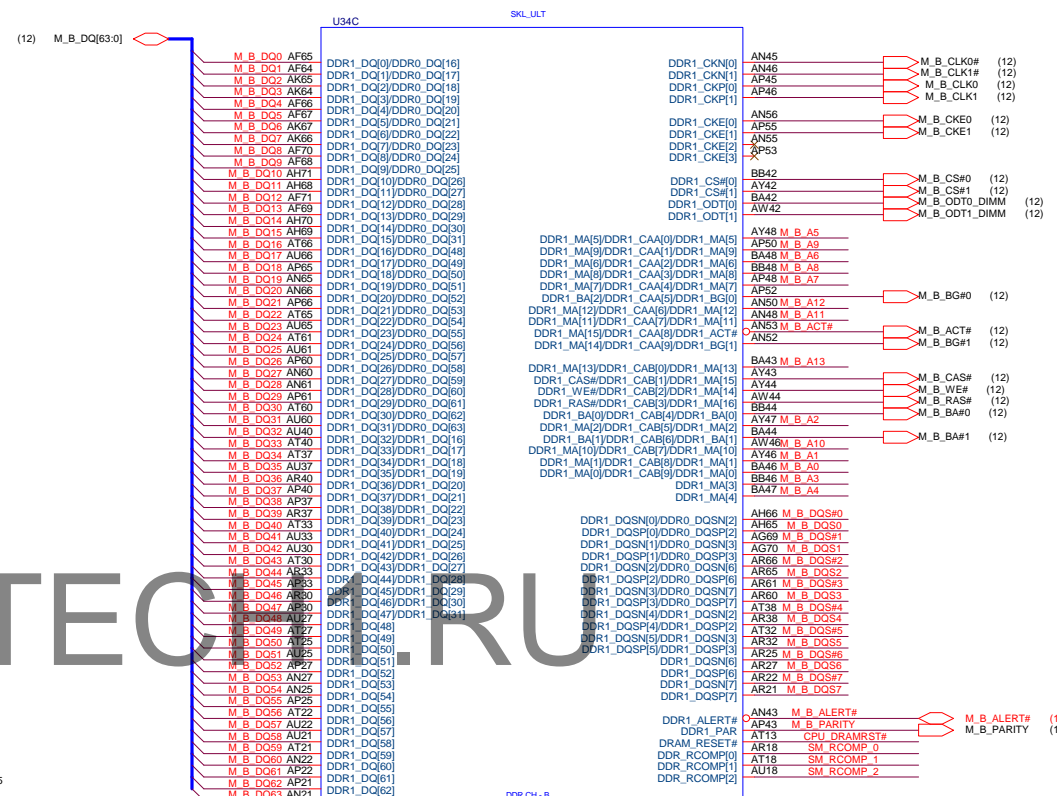 SKL_ULT
U34C
(12) M_B_DQ[63:0]
M_B_DQ0 AF65 DDR1_DQ[0]/DDR0_DQ[16]
M_B_DQ1 AF64 DDR1_DQ[1]/DDR0_DQ[17]
M_B_DQ2 AK65 DDR1_DQ[2]/DDR0_DQ[18]
M_B_DQ3 AK64 DDR1_DQ[3]/DDR0_DQ[19]
M_B_DQ4 AF66 DDR1_DQ[4]/DDR0_DQ[20]
M_B_DQ5 AF67 DDR1_DQ[5]/DDR0_DQ[21]
M_B_DQ6 AK67 DDR1_DQ[6]/DDR0_DQ[22]
M_B_DQ7 AK66 DDR1_DQ[7]/DDR0_DQ[23]
M_B_DQ8 AF70 DDR1_DQ[8]/DDR0_DQ[24]
M_B_DQ9 AF68 DDR1_DQ[9]/DDR0_DQ[25]
M_B_DQ10 AH71 DDR1_DQ[10]/DDR0_DQ[26]
M_B_DQ11 AH68 DDR1_DQ[11]/DDR0_DQ[27]
M_B_DQ12 AF71 DDR1_DQ[12]/DDR0_DQ[28]
M_B_DQ13 AF69 DDR1_DQ[13]/DDR0_DQ[29]
M_B_DQ14 AH70 DDR1_DQ[14]/DDR0_DQ[30]
M_B_DQ15 AH69 DDR1_DQ[15]/DDR0_DQ[31]
M_B_DQ16 AT66 DDR1_DQ[16]/DDR0_DQ[48]
M_B_DQ17 AU66 DDR1_DQ[17]/DDR0_DQ[49]
M_B_DQ18 AP65 DDR1_DQ[18]/DDR0_DQ[50]
M_B_DQ19 AN65 DDR1_DQ[19]/DDR0_DQ[51]
M_B_DQ20 AN66 DDR1_DQ[20]/DDR0_DQ[52]
M_B_DQ21 AP66 DDR1_DQ[21]/DDR0_DQ[53]
M_B_DQ22 AT65 DDR1_DQ[22]/DDR0_DQ[54]
M_B_DQ23 AU65 DDR1_DQ[23]/DDR0_DQ[55]
M_B_DQ24 AT61 DDR1_DQ[24]/DDR0_DQ[56]
M_B_DQ25 AU61 DDR1_DQ[25]/DDR0_DQ[57]
M_B_DQ26 AP60 DDR1_DQ[26]/DDR0_DQ[58]
M_B_DQ27 AN60 DDR1_DQ[27]/DDR0_DQ[59]
M_B_DQ28 AN61 DDR1_DQ[28]/DDR0_DQ[60]
M_B_DQ29 AP61 DDR1_DQ[29]/DDR0_DQ[61]
M_B_DQ30 AT60 DDR1_DQ[30]/DDR0_DQ[62]
M_B_DQ31 AU60 DDR1_DQ[31]/DDR0_DQ[63]
M_B_DQ32 AU40 DDR1_DQ[32]/DDR1_DQ[16]
M_B_DQ33 AT40 DDR1_DQ[33]/DDR1_DQ[17]
M_B_DQ34 AT37 DDR1_DQ[34]/DDR1_DQ[18]
M_B_DQ35 AU37 DDR1_DQ[35]/DDR1_DQ[19]
M_B_DQ36 AR40 DDR1_DQ[36]/DDR1_DQ[20]
M_B_DQ37 AP40 DDR1_DQ[37]/DDR1_DQ[21]
M_B_DQ38 AP37 DDR1_DQ[38]/DDR1_DQ[22]
M_B_DQ39 AR37 DDR1_DQ[39]/DDR1_DQ[23]
M_B_DQ40 AT33 DDR1_DQ[40]/DDR1_DQ[24]
M_B_DQ41 AU33 DDR1_DQ[41]/DDR1_DQ[25]
M_B_DQ42 AU30 DDR1_DQ[42]/DDR1_DQ[26]
M_B_DQ43 AT30 DDR1_DQ[43]/DDR1_DQ[27]
M_B_DQ44 AR33 DDR1_DQ[44]/DDR1_DQ[28]
M_B_DQ45 AP33 DDR1_DQ[45]/DDR1_DQ[29]
M_B_DQ46 AR30 DDR1_DQ[46]/DDR1_DQ[30]
M_B_DQ47 AP30 DDR1_DQ[47]/DDR1_DQ[31]
M_B_DQ48 AU27 DDR1_DQ[48]
M_B_DQ49 AT27 DDR1_DQ[49]
M_B_DQ50 AT25 DDR1_DQ[50]
M_B_DQ51 AU25 DDR1_DQ[51]
M_B_DQ52 AP27 DDR1_DQ[52]
M_B_DQ53 AN27 DDR1_DQ[53]
M_B_DQ54 AN25 DDR1_DQ[54]
M_B_DQ55 AP25 DDR1_DQ[55]
M_B_DQ56 AT22 DDR1_DQ[56]
M_B_DQ57 AU22 DDR1_DQ[57]
M_B_DQ58 AU21 DDR1_DQ[58]
M_B_DQ59 AT21 DDR1_DQ[59]
M_B_DQ60 AN22 DDR1_DQ[60]
M_B_DQ61 AP22 DDR1_DQ[61]
M_B_DQ62 AP21 DDR1_DQ[62]
M_B_DQ63 AN21
DDR1_CKN[0] AN45 M_B_CLK0# (12)
DDR1_CKN[1] AN46 M_B_CLK1# (12)
DDR1_CKP[0] AP45 M_B_CLK0 (12)
DDR1_CKP[1] AP46 M_B_CLK1 (12)
DDR1_CKE[0] AN56 M_B_CKE0 (12)
DDR1_CKE[1] AP55 M_B_CKE1 (12)
DDR1_CKE[2] AN55
DDR1_CKE[3] AP53
DDR1_CS#[0] BB42 M_B_CS#0 (12)
DDR1_CS#[1] AY42 M_B_CS#1 (12)
DDR1_ODT[0] BA42 M_B_ODT0_DIMM (12)
DDR1_ODT[1] AW42 M_B_ODT1_DIMM (12)
DDR1_MA[5]/DDR1_CAA[0]/DDR1_MA[5] AY48 M_B_A5
DDR1_MA[9]/DDR1_CAA[1]/DDR1_MA[9] AP50 M_B_A9
DDR1_MA[6]/DDR1_CAA[2]/DDR1_MA[6] BA48 M_B_A6
DDR1_MA[8]/DDR1_CAA[3]/DDR1_MA[8] BB48 M_B_A8
DDR1_MA[7]/DDR1_CAA[4]/DDR1_MA[7] AP48 M_B_A7
DDR1_BA[2]/DDR1_CAA[5]/DDR1_BG[0] AP52 M_B_BG#0 (12)
DDR1_MA[12]/DDR1_CAA[6]/DDR1_MA[12] AN50 M_B_A12
DDR1_MA[11]/DDR1_CAA[7]/DDR1_MA[11] AN48 M_B_A11
DDR1_MA[15]/DDR1_CAA[8]/DDR1_ACT# AN53 M_B_ACT# M_B_ACT# (12)
DDR1_MA[14]/DDR1_CAA[9]/DDR1_BG[1] AN52 M_B_BG#1 (12)
DDR1_MA[13]/DDR1_CAB[0]/DDR1_MA[13] BA43 M_B_A13
DDR1_CAS#/DDR1_CAB[1]/DDR1_MA[15] AY43 M_B_CAS# (12)
DDR1_WE#/DDR1_CAB[2]/DDR1_MA[14] AY44 M_B_WE# (12)
DDR1_RAS#/DDR1_CAB[3]/DDR1_MA[16] AW44 M_B_RAS# (12)
DDR1_BA[0]/DDR1_CAB[4]/DDR1_BA[0] BB44 M_B_BA#0 (12)
DDR1_MA[2]/DDR1_CAB[5]/DDR1_MA[2] AY47 M_B_A2
DDR1_BA[1]/DDR1_CAB[6]/DDR1_BA[1] BA44 M_B_BA#1 (12)
DDR1_MA[10]/DDR1_CAB[7]/DDR1_MA[10] AW46 M_B_A10
DDR1_MA[1]/DDR1_CAB[8]/DDR1_MA[1] AY46 M_B_A1
DDR1_MA[0]/DDR1_CAB[9]/DDR1_MA[0] BA46 M_B_A0
DDR1_MA[3] BB46 M_B_A3
DDR1_MA[4] BA47 M_B_A4
DDR1_DQSN[0]/DDR0_DQSN[2] AH66 M_B_DQS#0
DDR1_DQSP[0]/DDR0_DQSP[2] AH65 M_B_DQS0
DDR1_DQSN[1]/DDR0_DQSN[3] AG69 M_B_DQS#1
DDR1_DQSP[1]/DDR0_DQSP[3] AG70 M_B_DQS1
DDR1_DQSN[2]/DDR0_DQSN[6] AR66 M_B_DQS#2
DDR1_DQSP[2]/DDR0_DQSP[6] AR65 M_B_DQS2
DDR1_DQSN[3]/DDR0_DQSN[7] AR61 M_B_DQS#3
DDR1_DQSP[3]/DDR0_DQSP[7] AR60 M_B_DQS3
DDR1_DQSN[4]/DDR1_DQSN[2] AT38 M_B_DQS#4
DDR1_DQSP[4]/DDR1_DQSP[2] AR38 M_B_DQS4
DDR1_DQSN[5]/DDR1_DQSN[3] AT32 M_B_DQS#5
DDR1_DQSP[5]/DDR1_DQSP[3] AR32 M_B_DQS5
DDR1_DQSN[6] AR25 M_B_DQS#6
DDR1_DQSP[6] AR27 M_B_DQS6
DDR1_DQSN[7] AR22 M_B_DQS#7
DDR1_DQSP[7] AR21 M_B_DQS7
DDR1_ALERT# AN43 M_B_ALERT# M_B_ALERT# (1
DDR1_PAR AP43 M_B_PARITY M_B_PARITY (1
DRAM_RESET# AT13 CPU_DRAMRST#
DDR_RCOMP[0] AR18 SM_RCOMP_0
DDR_RCOMP[1] AT18 SM_RCOMP_1
DDR_RCOMP[2] AU18 SM_RCOMP_2
DDR CH - B
TECH1.RU